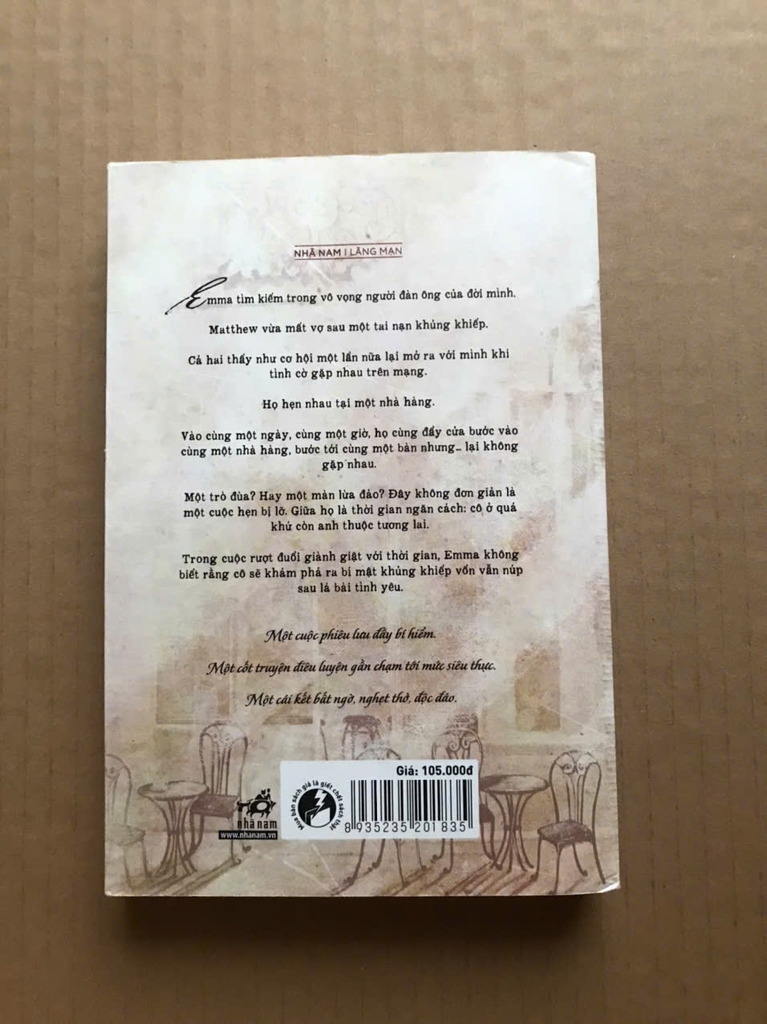 NHÃ NAM | LÃNG MẠN
Emma tìm kiếm trong vô vọng người đàn ông của đời mình.
Matthew vừa mất vợ sau một tai nạn khủng khiếp.
Cả hai thấy như cơ hội một lần nữa lại mở ra với mình khi
tình cờ gặp nhau trên mạng.
Họ hẹn nhau tại một nhà hàng.
Vào cùng một ngày, cùng một giờ, họ cùng đẩy cửa bước vào
cùng một nhà hàng, bước tới cùng một bàn nhưng... lại không
gặp nhau.
Một trò đùa? Hay một màn lừa đảo? Đây không đơn giản là
một cuộc hẹn bị lỡ. Giữa họ là thời gian ngăn cách: cô ở quá
khứ còn anh thuộc tương lai.
Trong cuộc rượt đuổi giành giật với thời gian, Emma không
biết rằng cô sẽ khám phá ra bí mật khủng khiếp vốn vẫn núp
sau lá bài tình yêu.
Một cuộc phiêu lưu đầy bí hiểm.
Một cốt truyện điêu luyện gần chạm tới mức siêu thực.
Một cái kết bất ngờ, nghẹt thở, độc đáo.
nhã nam
www.nhanam.vn
Mua bán sách giả là giết chết sách thật
Giá: 105.000đ
8 935235 201835